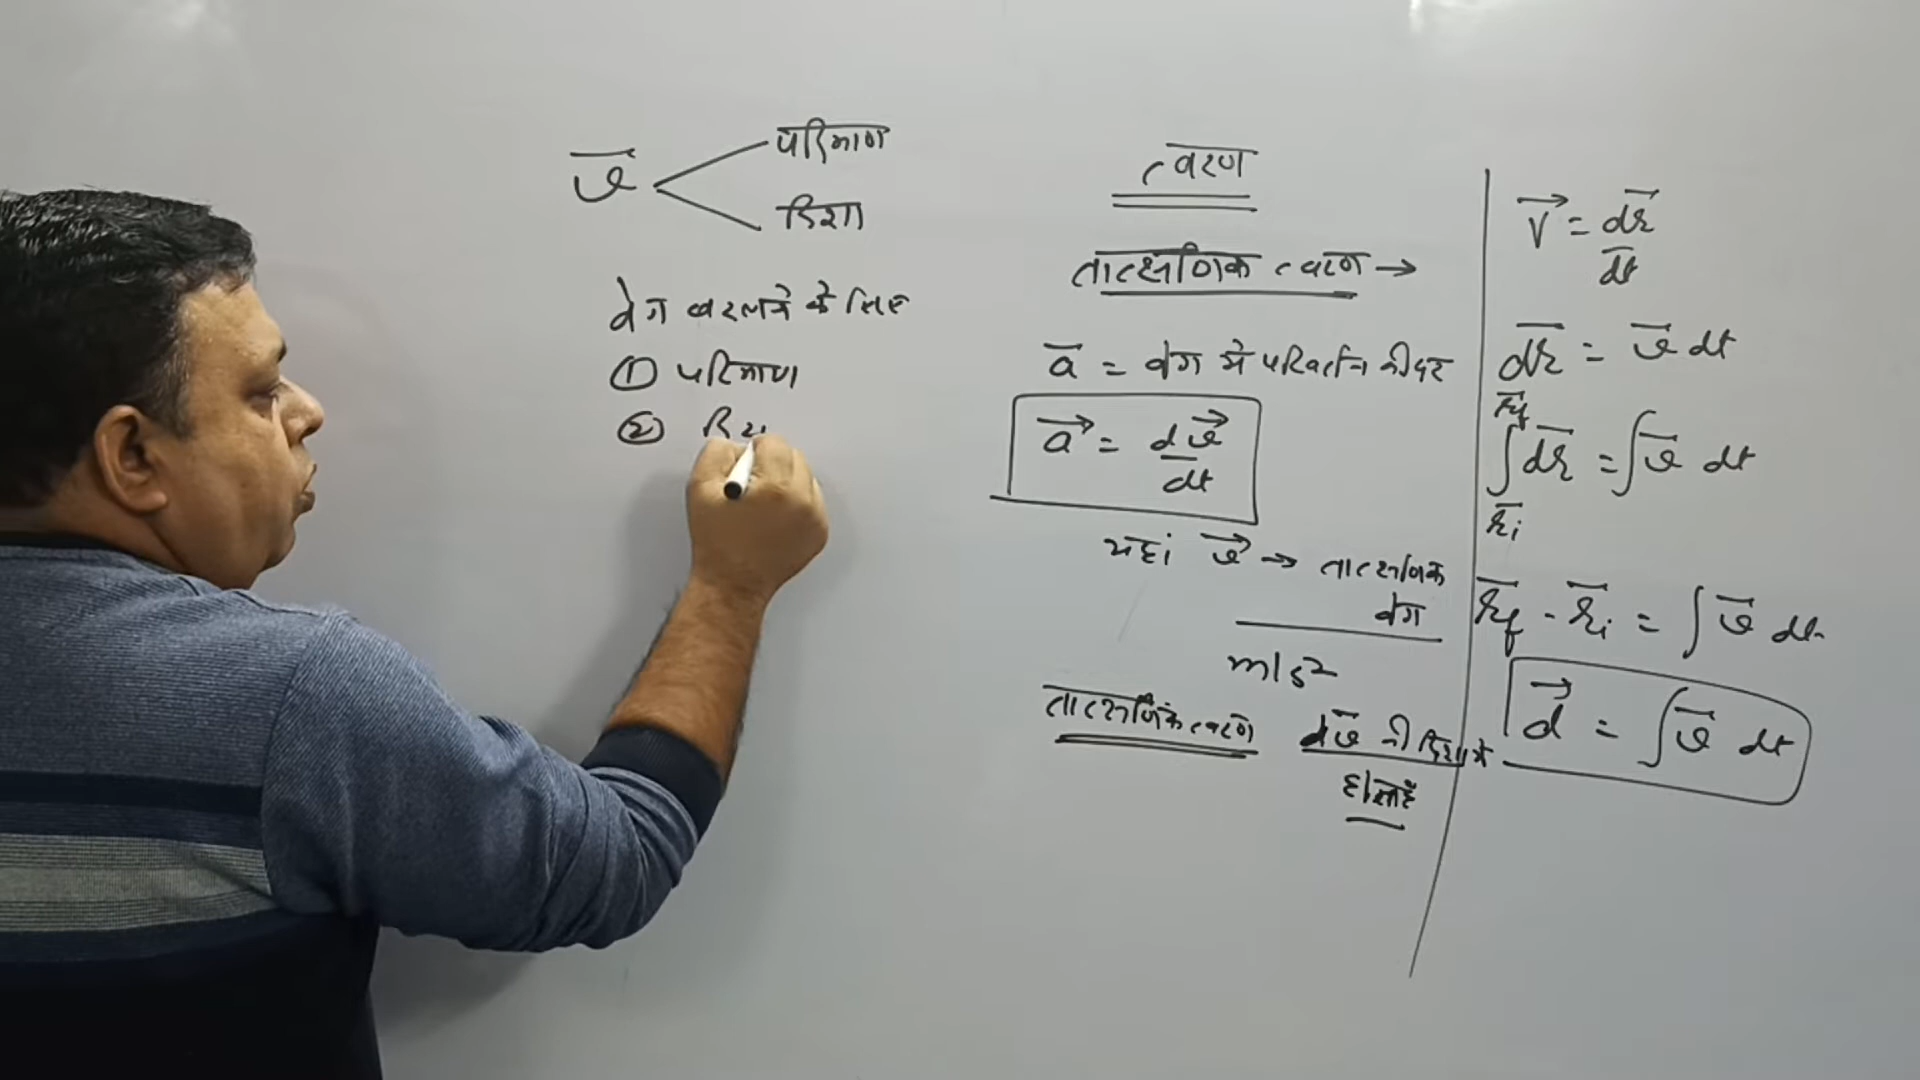 v⃗ परिमाण
दिशा
वेग बदलने के लिए
① परिमाण
② दिश
त्वरण
तात्क्षणिक त्वरण →
a⃗ = वेग में परिवर्तन की दर
a⃗ = dv⃗/dt
यहां v⃗ → तात्क्षणिक
वेग
m/s²
तात्क्षणिक त्वरण dv⃗ की दिशा में
होता है
v⃗ = dr⃗/dt
dr⃗ = v⃗ dt
∫ dr⃗ = ∫ v⃗ dt
r⃗f - r⃗i = ∫ v⃗ dt
d⃗ = ∫ v⃗ dt